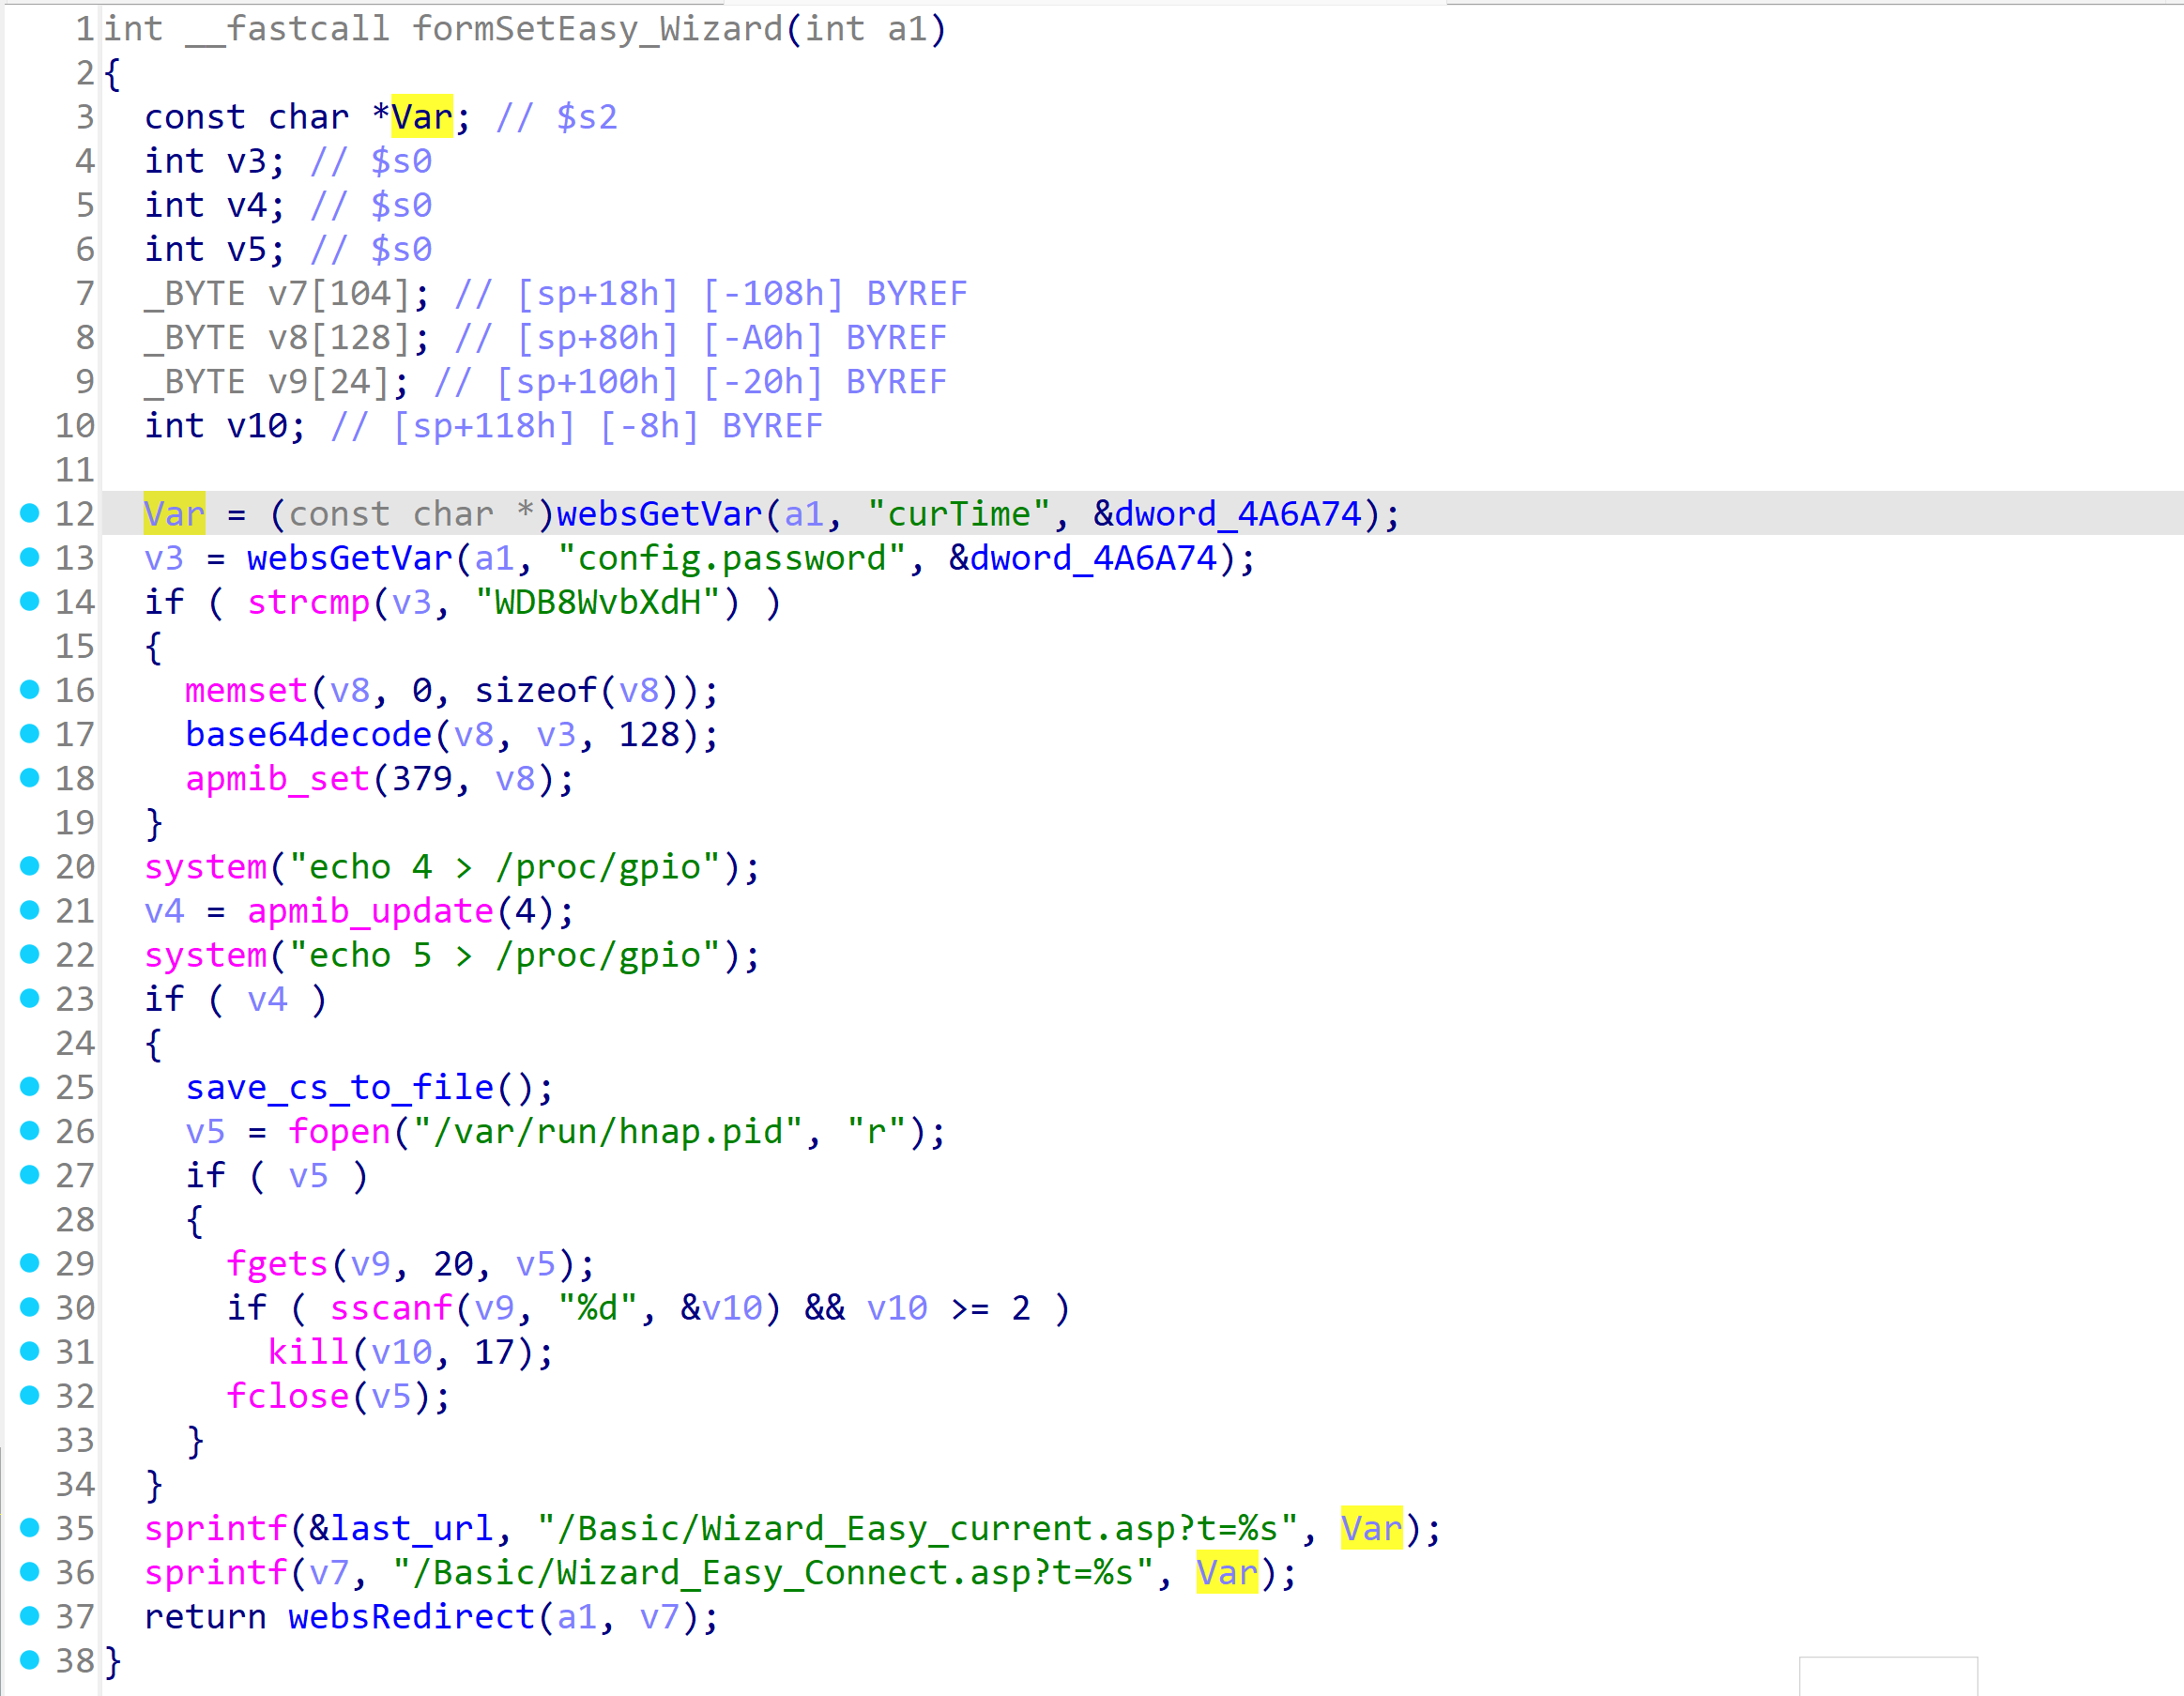 1 int __fastcall formSetEasy_Wizard(int a1)
2 {
3   const char *Var; // $s2
4   int v3; // $s0
5   int v4; // $s0
6   int v5; // $s0
7   _BYTE v7[104]; // [sp+18h] [-108h] BYREF
8   _BYTE v8[128]; // [sp+80h] [-A0h] BYREF
9   _BYTE v9[24]; // [sp+100h] [-20h] BYREF
10   int v10; // [sp+118h] [-8h] BYREF
11
12   Var = (const char *)websGetVar(a1, "curTime", &dword_4A6A74);
13   v3 = websGetVar(a1, "config.password", &dword_4A6A74);
14   if ( strcmp(v3, "WDB8WvbXdH") )
15   {
16     memset(v8, 0, sizeof(v8));
17     base64decode(v8, v3, 128);
18     apmib_set(379, v8);
19   }
20   system("echo 4 > /proc/gpio");
21   v4 = apmib_update(4);
22   system("echo 5 > /proc/gpio");
23   if ( v4 )
24   {
25     save_cs_to_file();
26     v5 = fopen("/var/run/hnap.pid", "r");
27     if ( v5 )
28     {
29       fgets(v9, 20, v5);
30       if ( sscanf(v9, "%d", &v10) && v10 >= 2 )
31         kill(v10, 17);
32       fclose(v5);
33     }
34   }
35   sprintf(&last_url, "/Basic/Wizard_Easy_current.asp?t=%s", Var);
36   sprintf(v7, "/Basic/Wizard_Easy_Connect.asp?t=%s", Var);
37   return websRedirect(a1, v7);
38 }